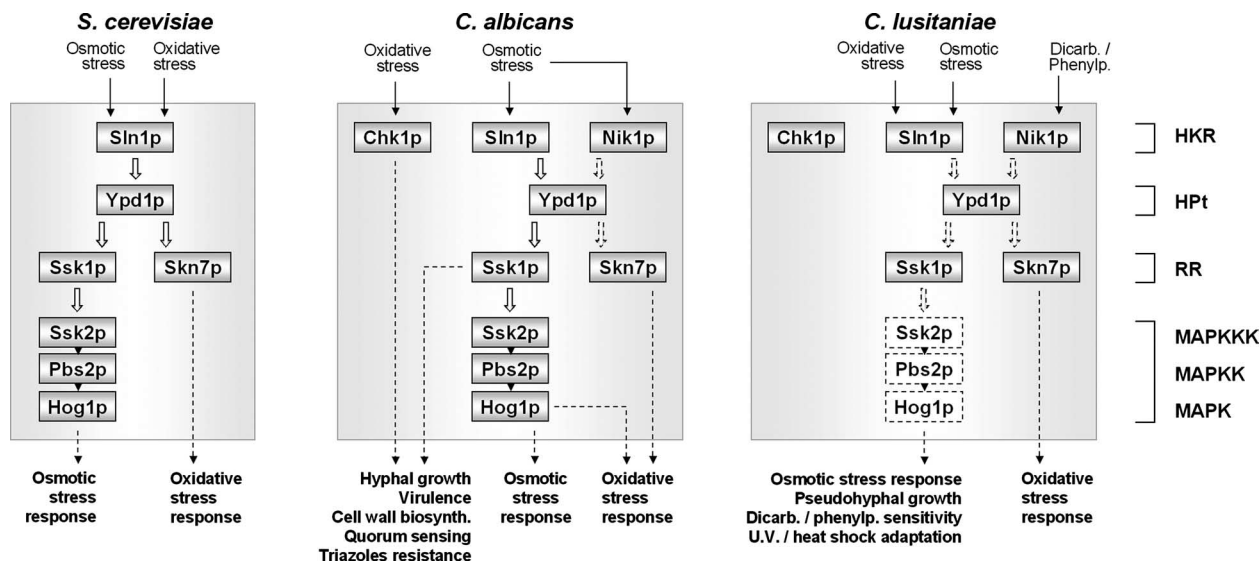 S. cerevisiae
Osmotic
stress
Oxidative
stress
Sln1p
Ypd1p
Ssk1p
Skn7p
Ssk2p
Pbs2p
Hog1p
Osmotic
stress
response
Oxidative
stress
response
C. albicans
Oxidative
stress
Osmotic
stress
Chk1p
Sln1p
Nik1p
Ypd1p
Ssk1p
Skn7p
Ssk2p
Pbs2p
Hog1p
Hyphal growth
Virulence
Cell wall biosynth.
Quorum sensing
Triazoles resistance
Osmotic
stress
response
Oxidative
stress
response
C. lusitaniae
Oxidative
stress
Osmotic
stress
Dicarb. /
Phenylp.
Chk1p
Sln1p
Nik1p
Ypd1p
Ssk1p
Skn7p
Ssk2p
Pbs2p
Hog1p
Osmotic stress response
Pseudohyphal growth
Dicarb. / phenylp. sensitivity
U.V. / heat shock adaptation
Oxidative
stress
response
HKR
HPt
RR
MAPKKK
MAPKK
MAPK